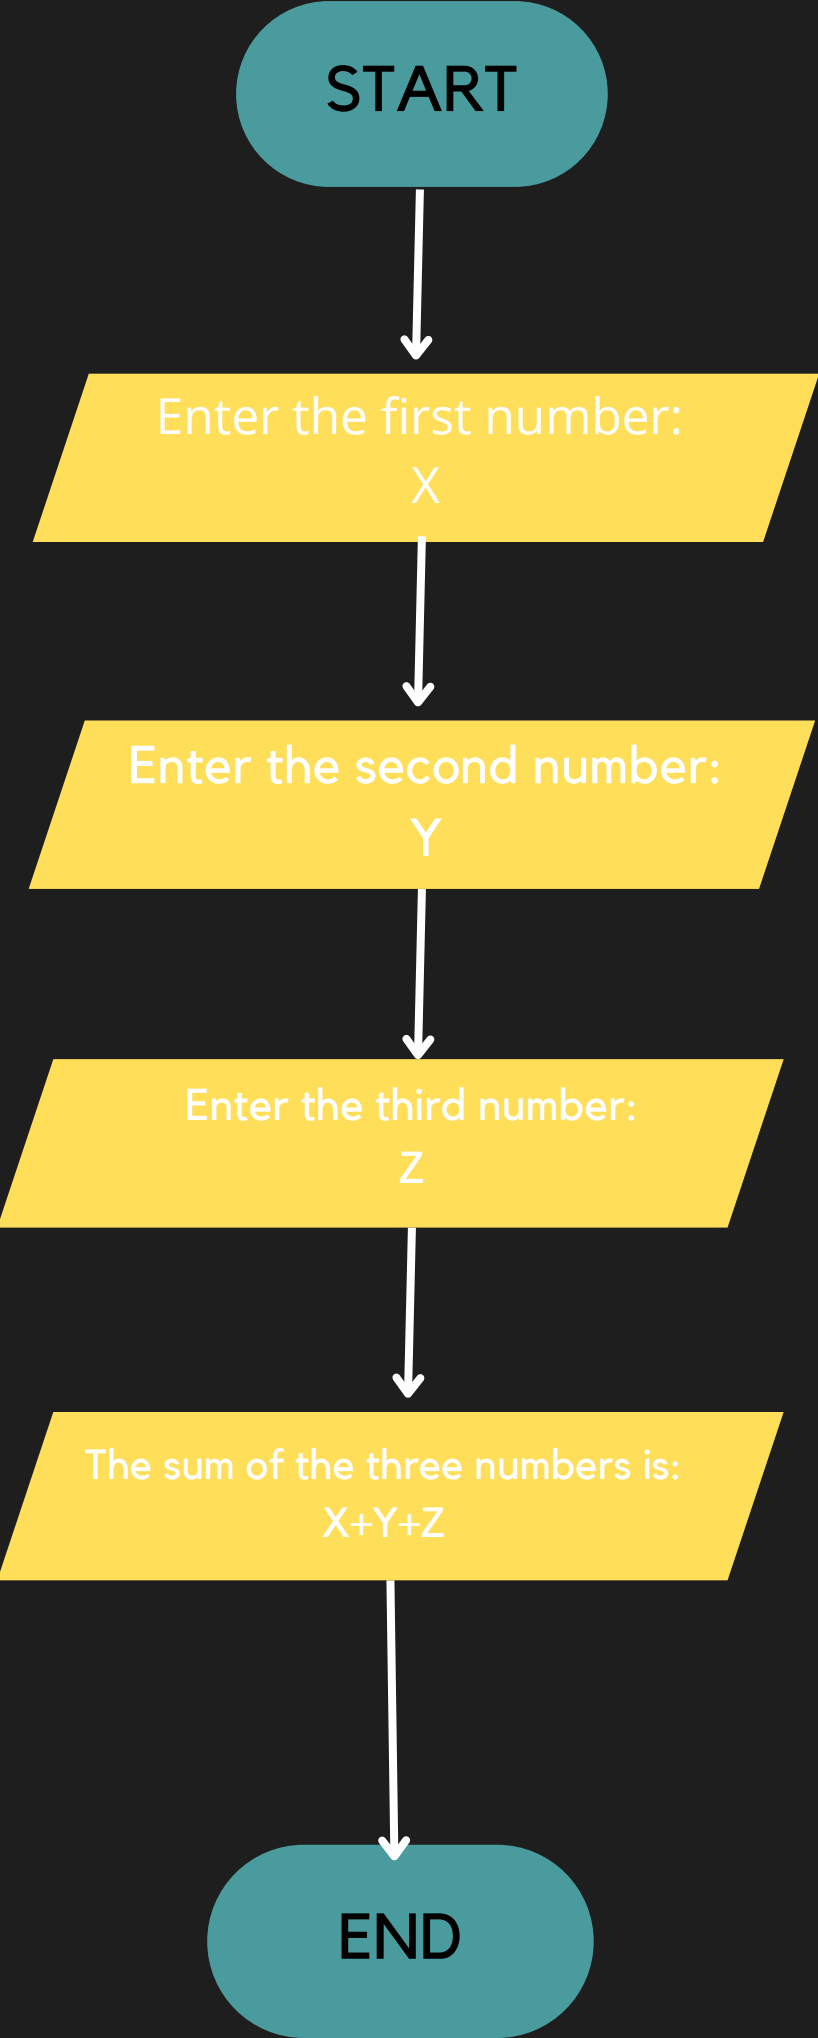 START
Enter the first number:
X
Enter the second number:
Y
Enter the third number:
Z
The sum of the three numbers is:
X+Y+Z
END